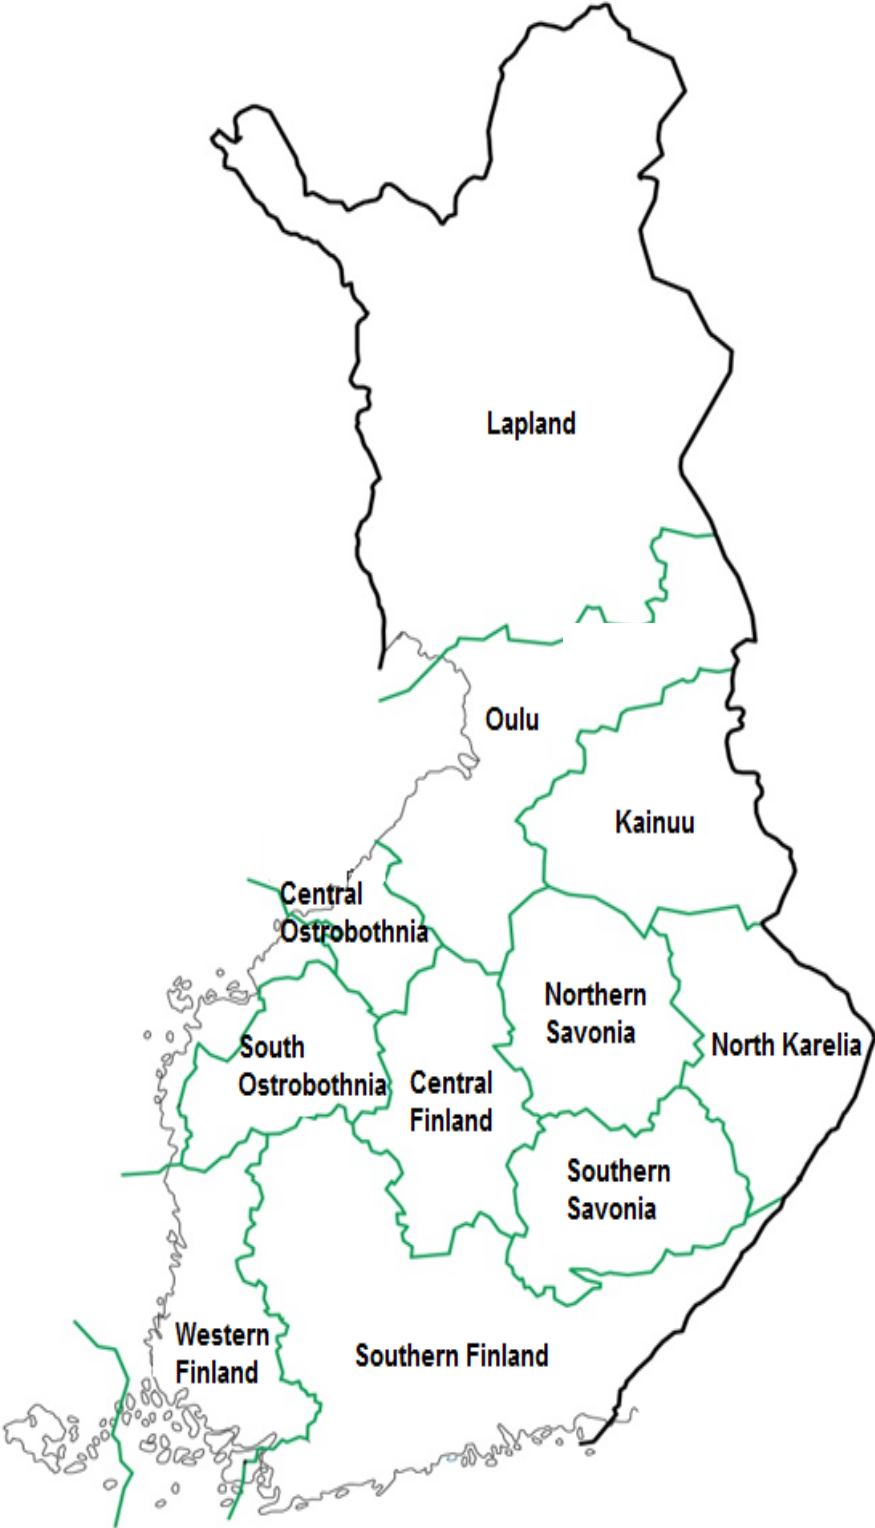 Lapland
Oulu
Kainuu
Central
Ostrobothnia
Northern
Savonia
North Karelia
South
Ostrobothnia
Central
Finland
Southern
Savonia
Western
Finland
Southern Finland